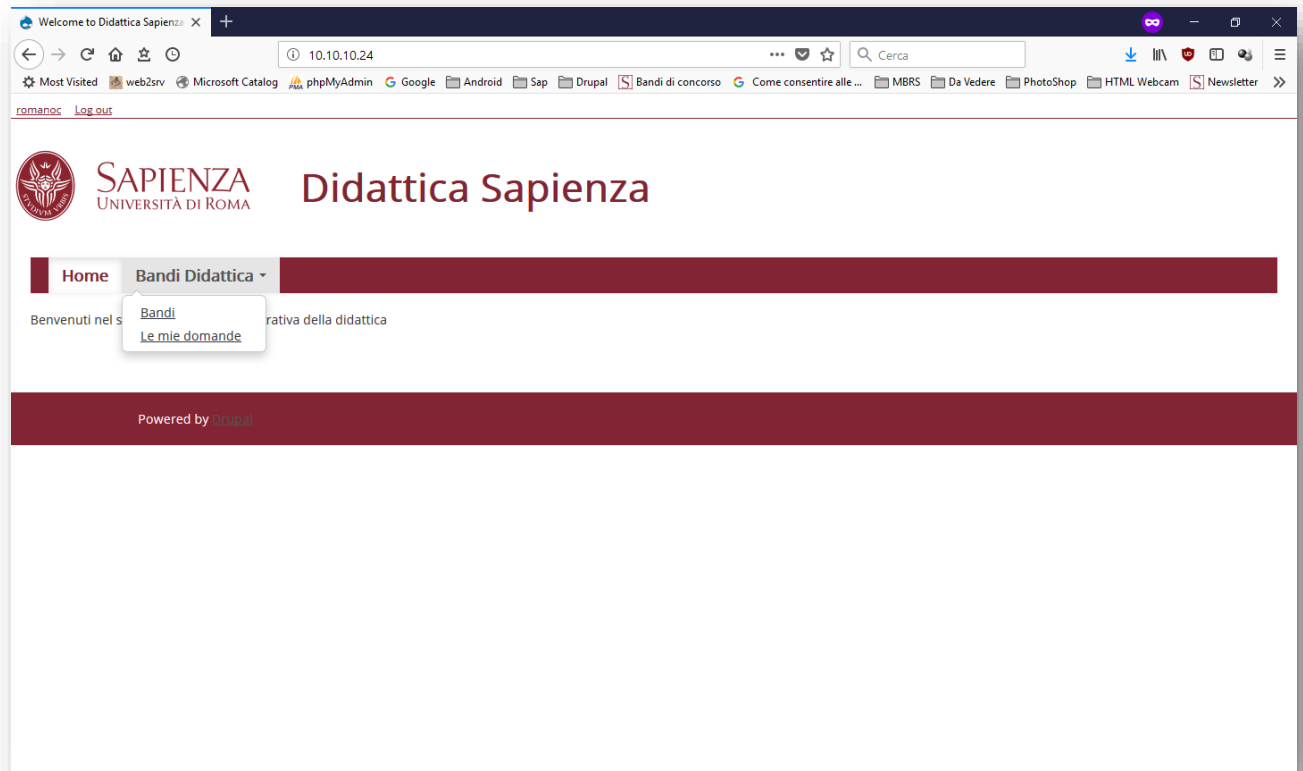 Welcome to Didattica Sapienza
10.10.10.24
Cerca
Most Visited web2srv Microsoft Catalog phpMyAdmin Google Android Sap Drupal Bandi di concorso Come consentire alle ... MBRS Da Vedere PhotoShop HTML Webcam Newsletter
romanoc Log out
STVDIVM VRBIS
SAPIENZA
UNIVERSITÀ DI ROMA
Didattica Sapienza
Home Bandi Didattica
Bandi
Le mie domande
Benvenuti nel s rativa della didattica
Powered by Drupal